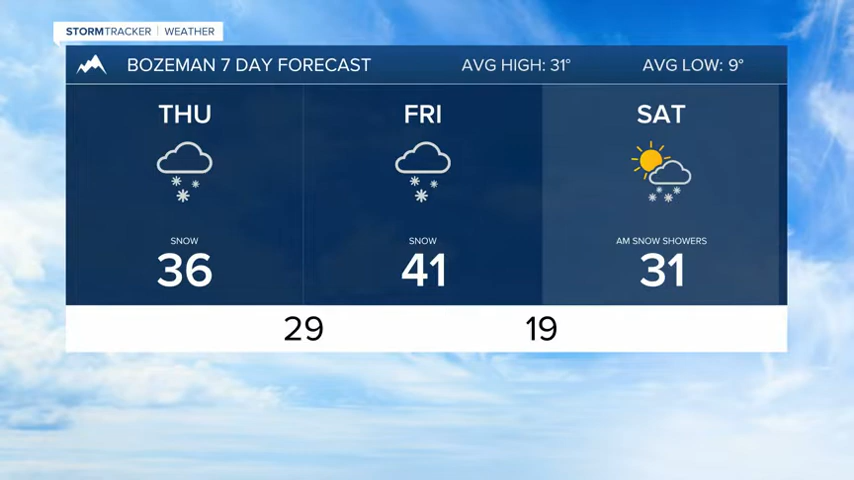 STORMTRACKER | WEATHER
BOZEMAN 7 DAY FORECAST AVG HIGH: 31° AVG LOW: 9°
THU FRI SAT
SNOW SNOW AM SNOW SHOWERS
36 41 31
29 19